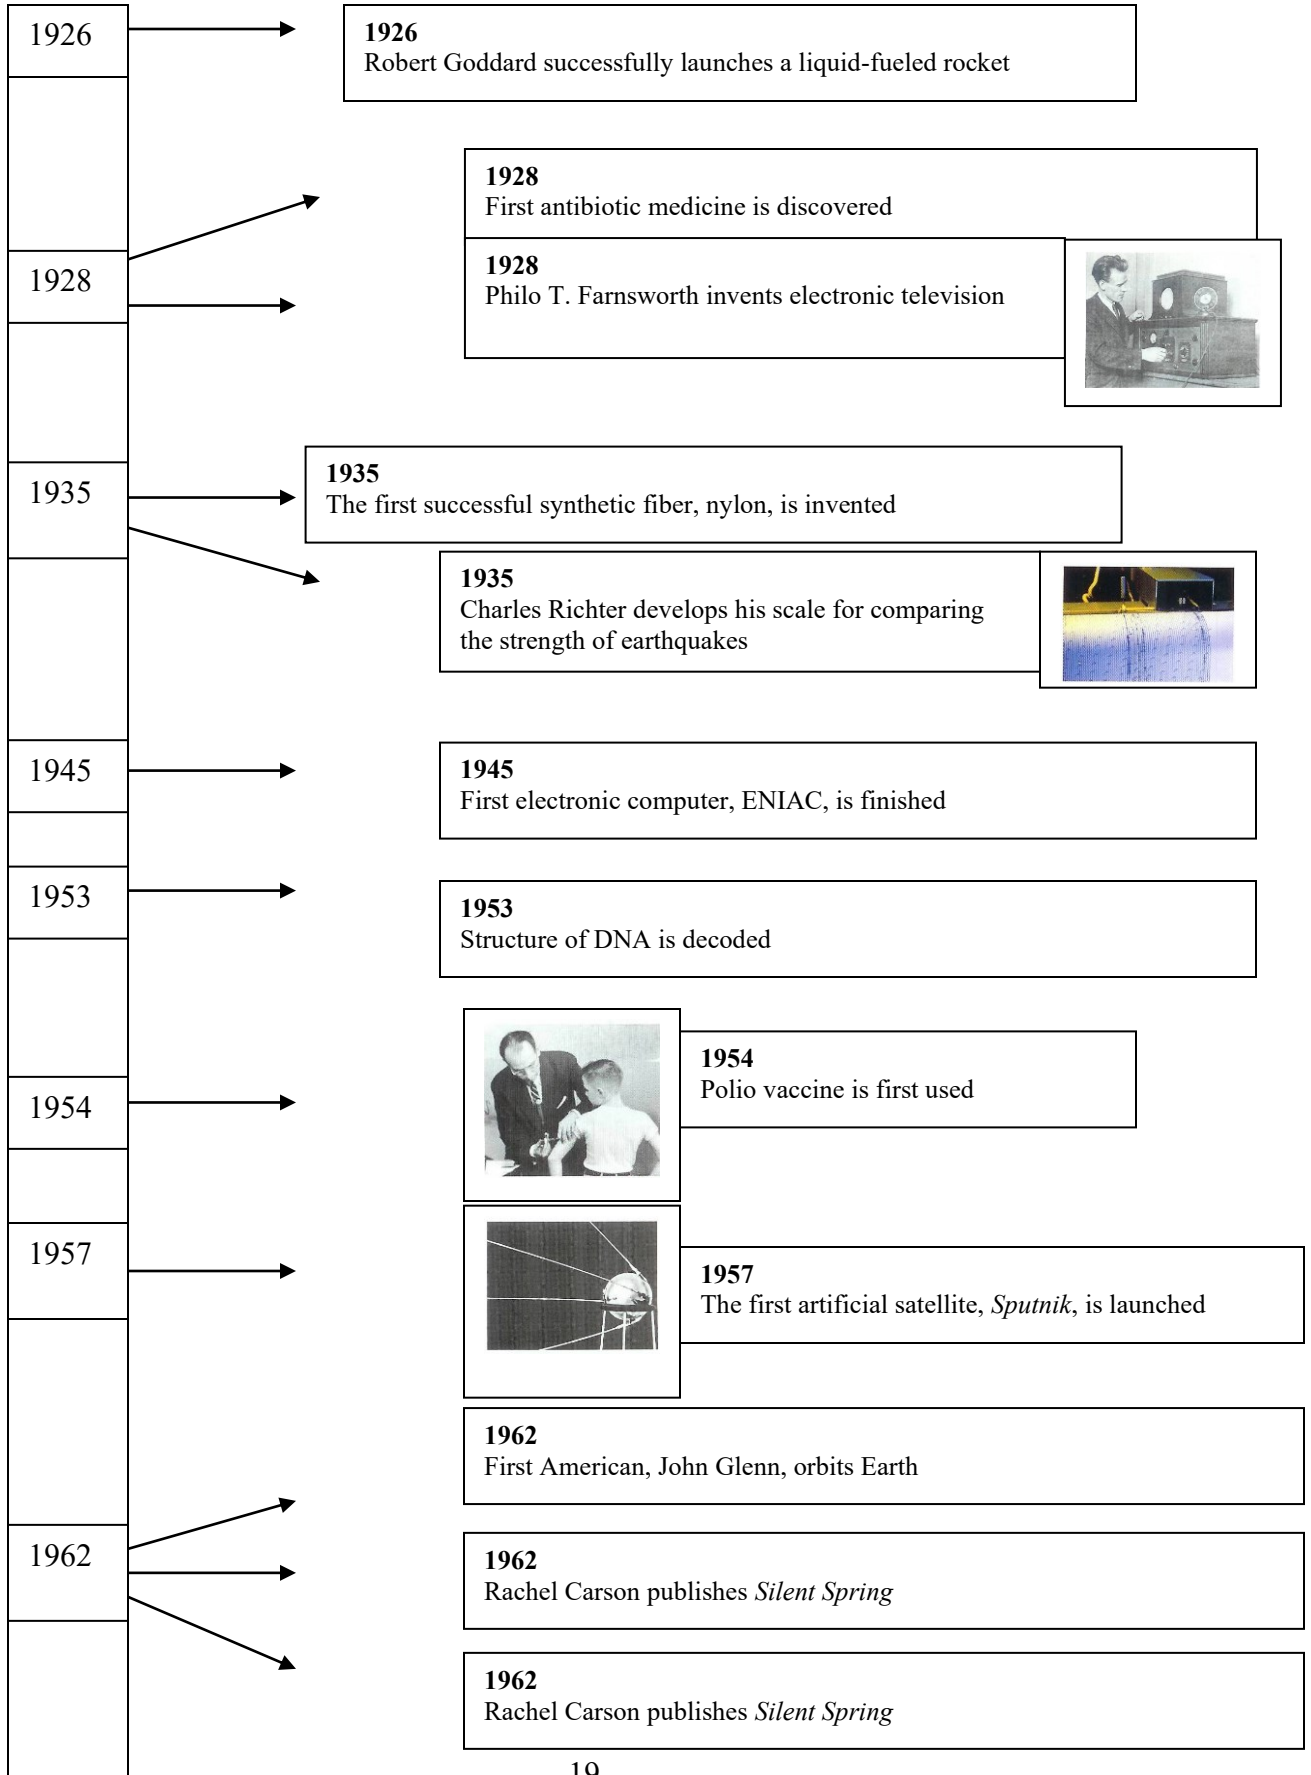 1926
1926
Robert Goddard successfully launches a liquid-fueled rocket
1928
First antibiotic medicine is discovered
1928
1928
Philo T. Farnsworth invents electronic television
1935
1935
The first successful synthetic fiber, nylon, is invented
1935
Charles Richter develops his scale for comparing
the strength of earthquakes
1945
1945
First electronic computer, ENIAC, is finished
1953
1953
Structure of DNA is decoded
1954
1954
Polio vaccine is first used
1957
1957
The first artificial satellite, Sputnik, is launched
1962
First American, John Glenn, orbits Earth
1962
1962
Rachel Carson publishes Silent Spring
1962
Rachel Carson publishes Silent Spring
19